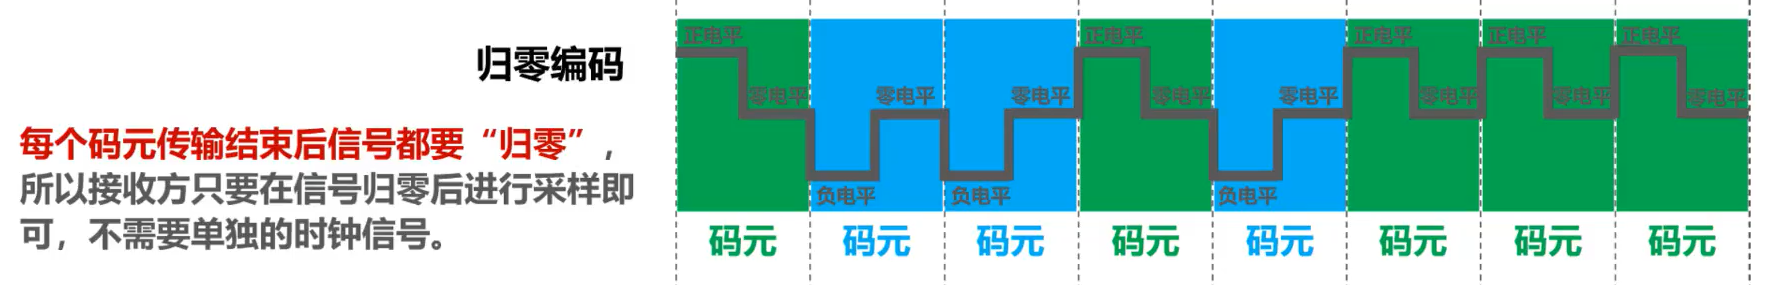 归零编码
每个码元传输结束后信号都要“归零”，
所以接收方只要在信号归零后进行采样即
可，不需要单独的时钟信号。
正电平 正电平 正电平 正电平 正电平
零电平 零电平 零电平 零电平 零电平 零电平 零电平 零电平
负电平 负电平 负电平
码元 码元 码元 码元 码元 码元 码元 码元